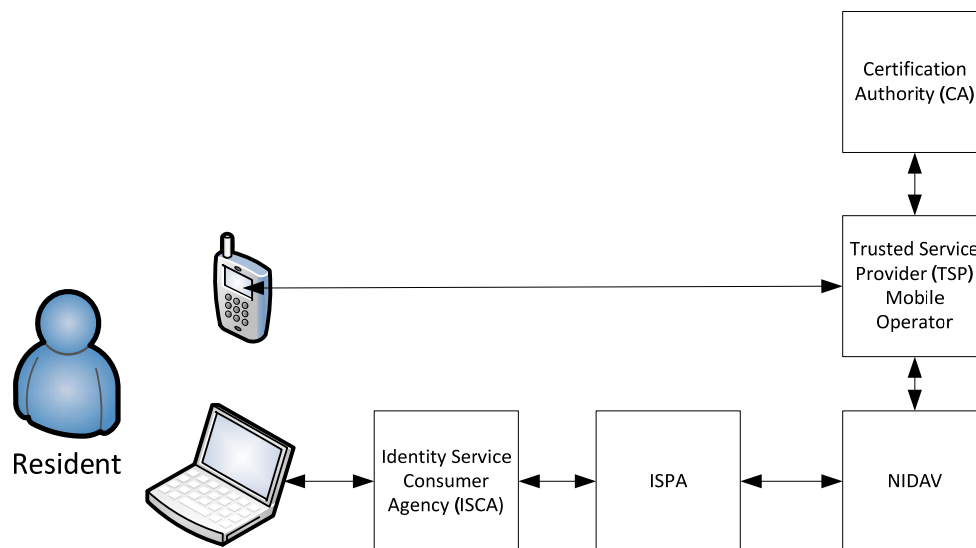 Certification
Authority (CA)
Trusted Service
Provider (TSP)
Mobile
Operator
Resident
Identity Service
Consumer
Agency (ISCA)
ISPA
NIDAV